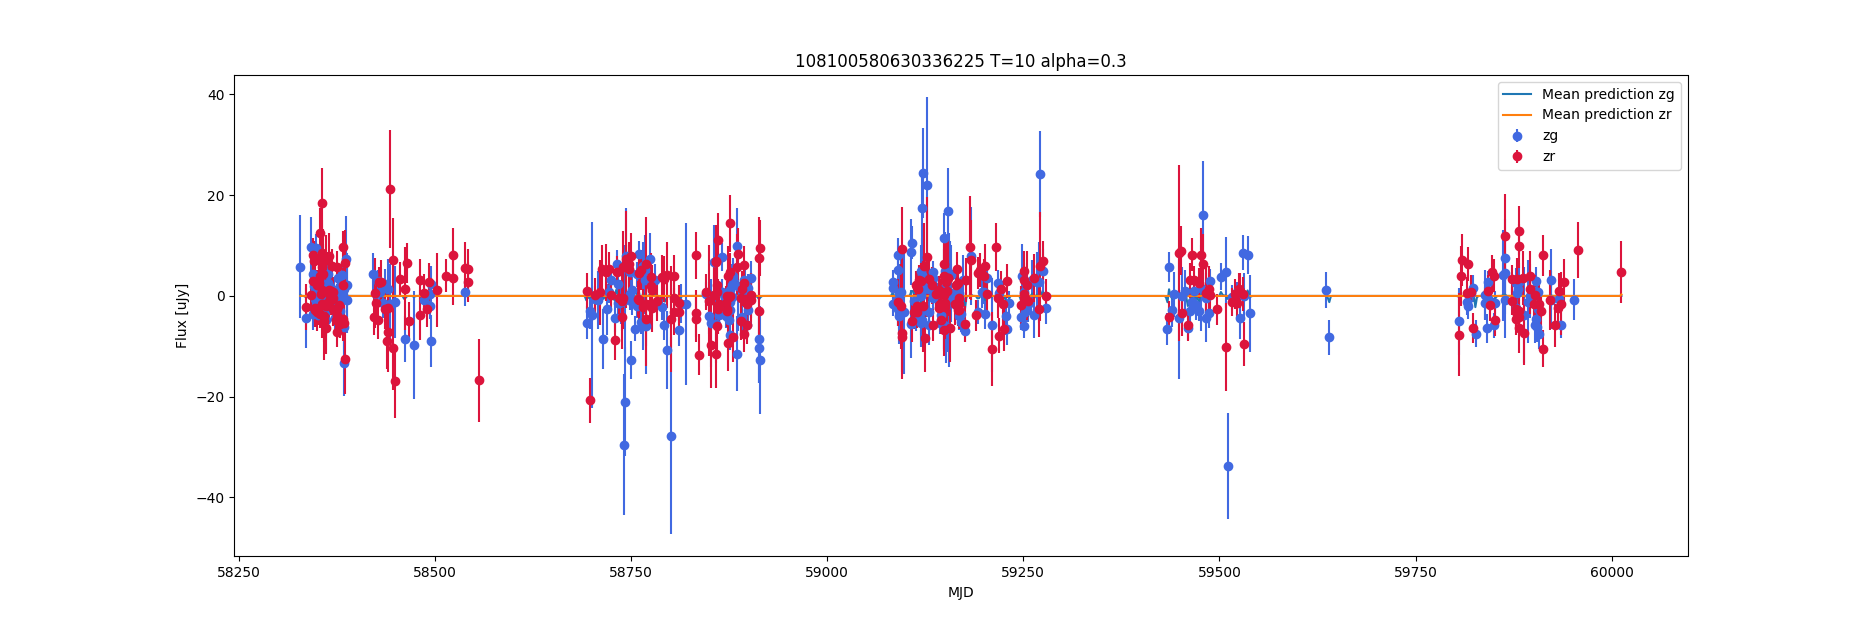 108100580630336225 T=10 alpha=0.3
Mean prediction zg
Mean prediction zr
zg
zr
40
20
0
−20
−40
Flux [uJy]
58250 58500 58750 59000 59250 59500 59750 60000
MJD